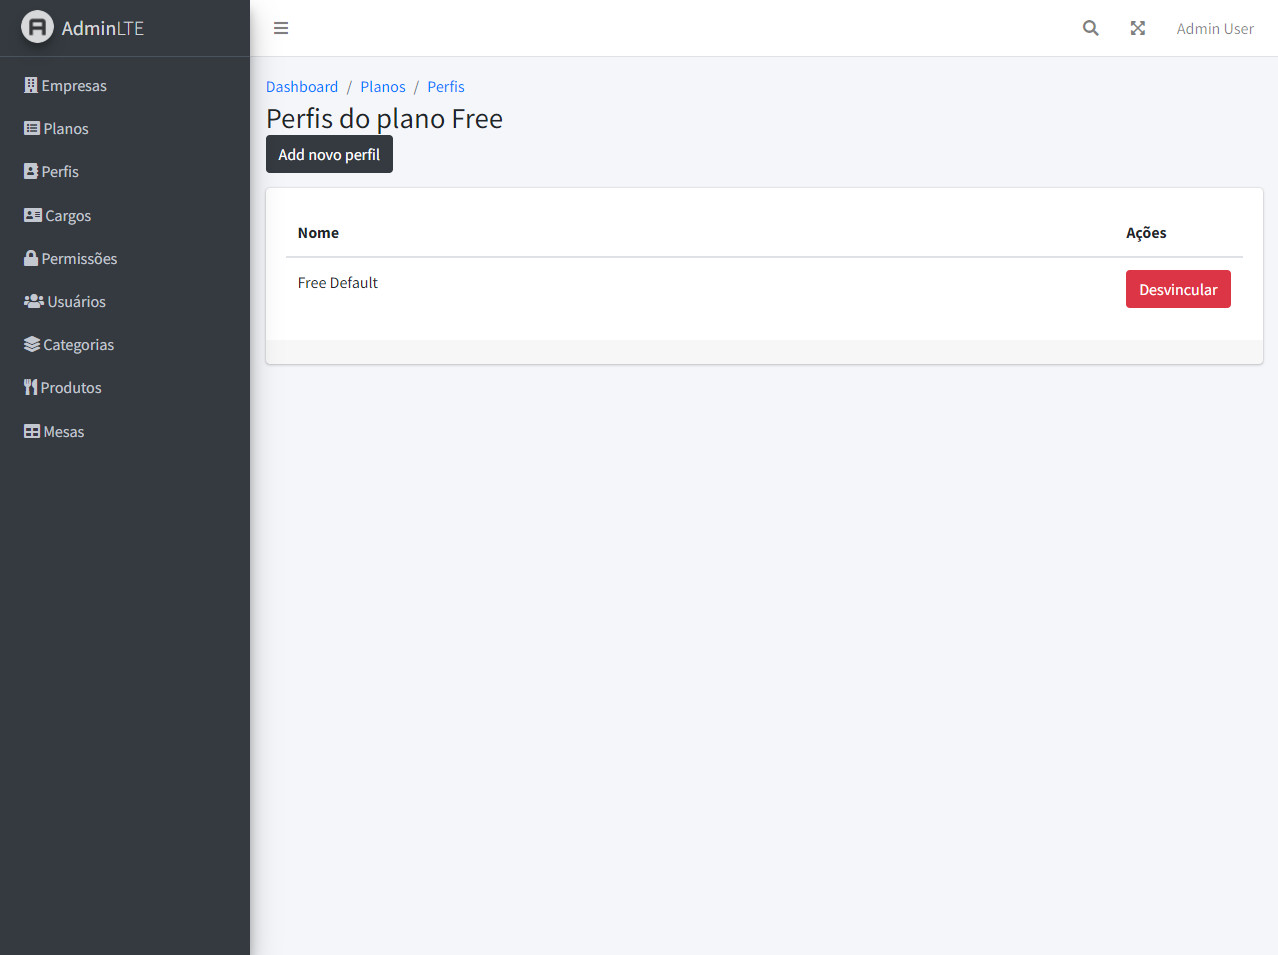 AdminLTE
Admin User
Empresas
Planos
Perfis
Cargos
Permissões
Usuários
Categorias
Produtos
Mesas
Dashboard / Planos / Perfis
Perfis do plano Free
Add novo perfil
Nome Ações
Free Default Desvincular